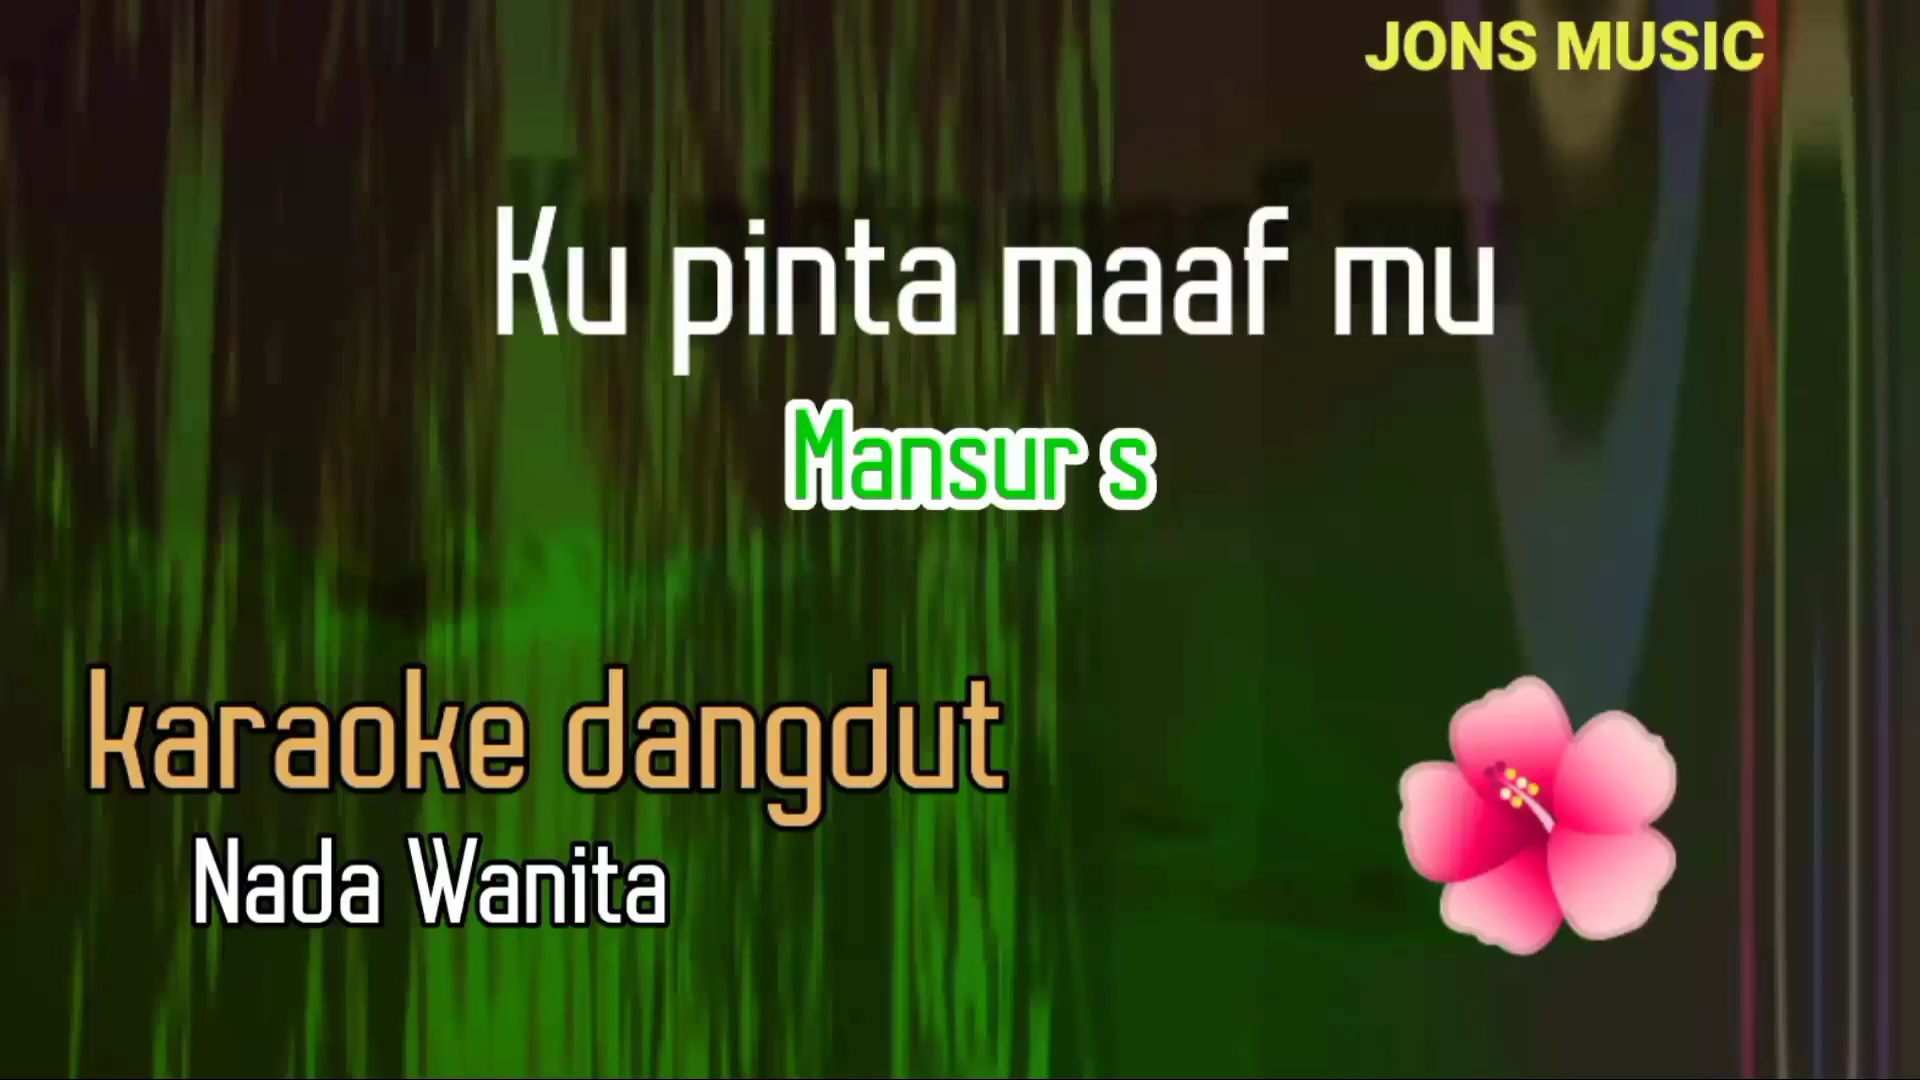 JONS MUSIC
Ku pinta maaf mu
Mansur s
karaoke dangdut
Nada Wanita